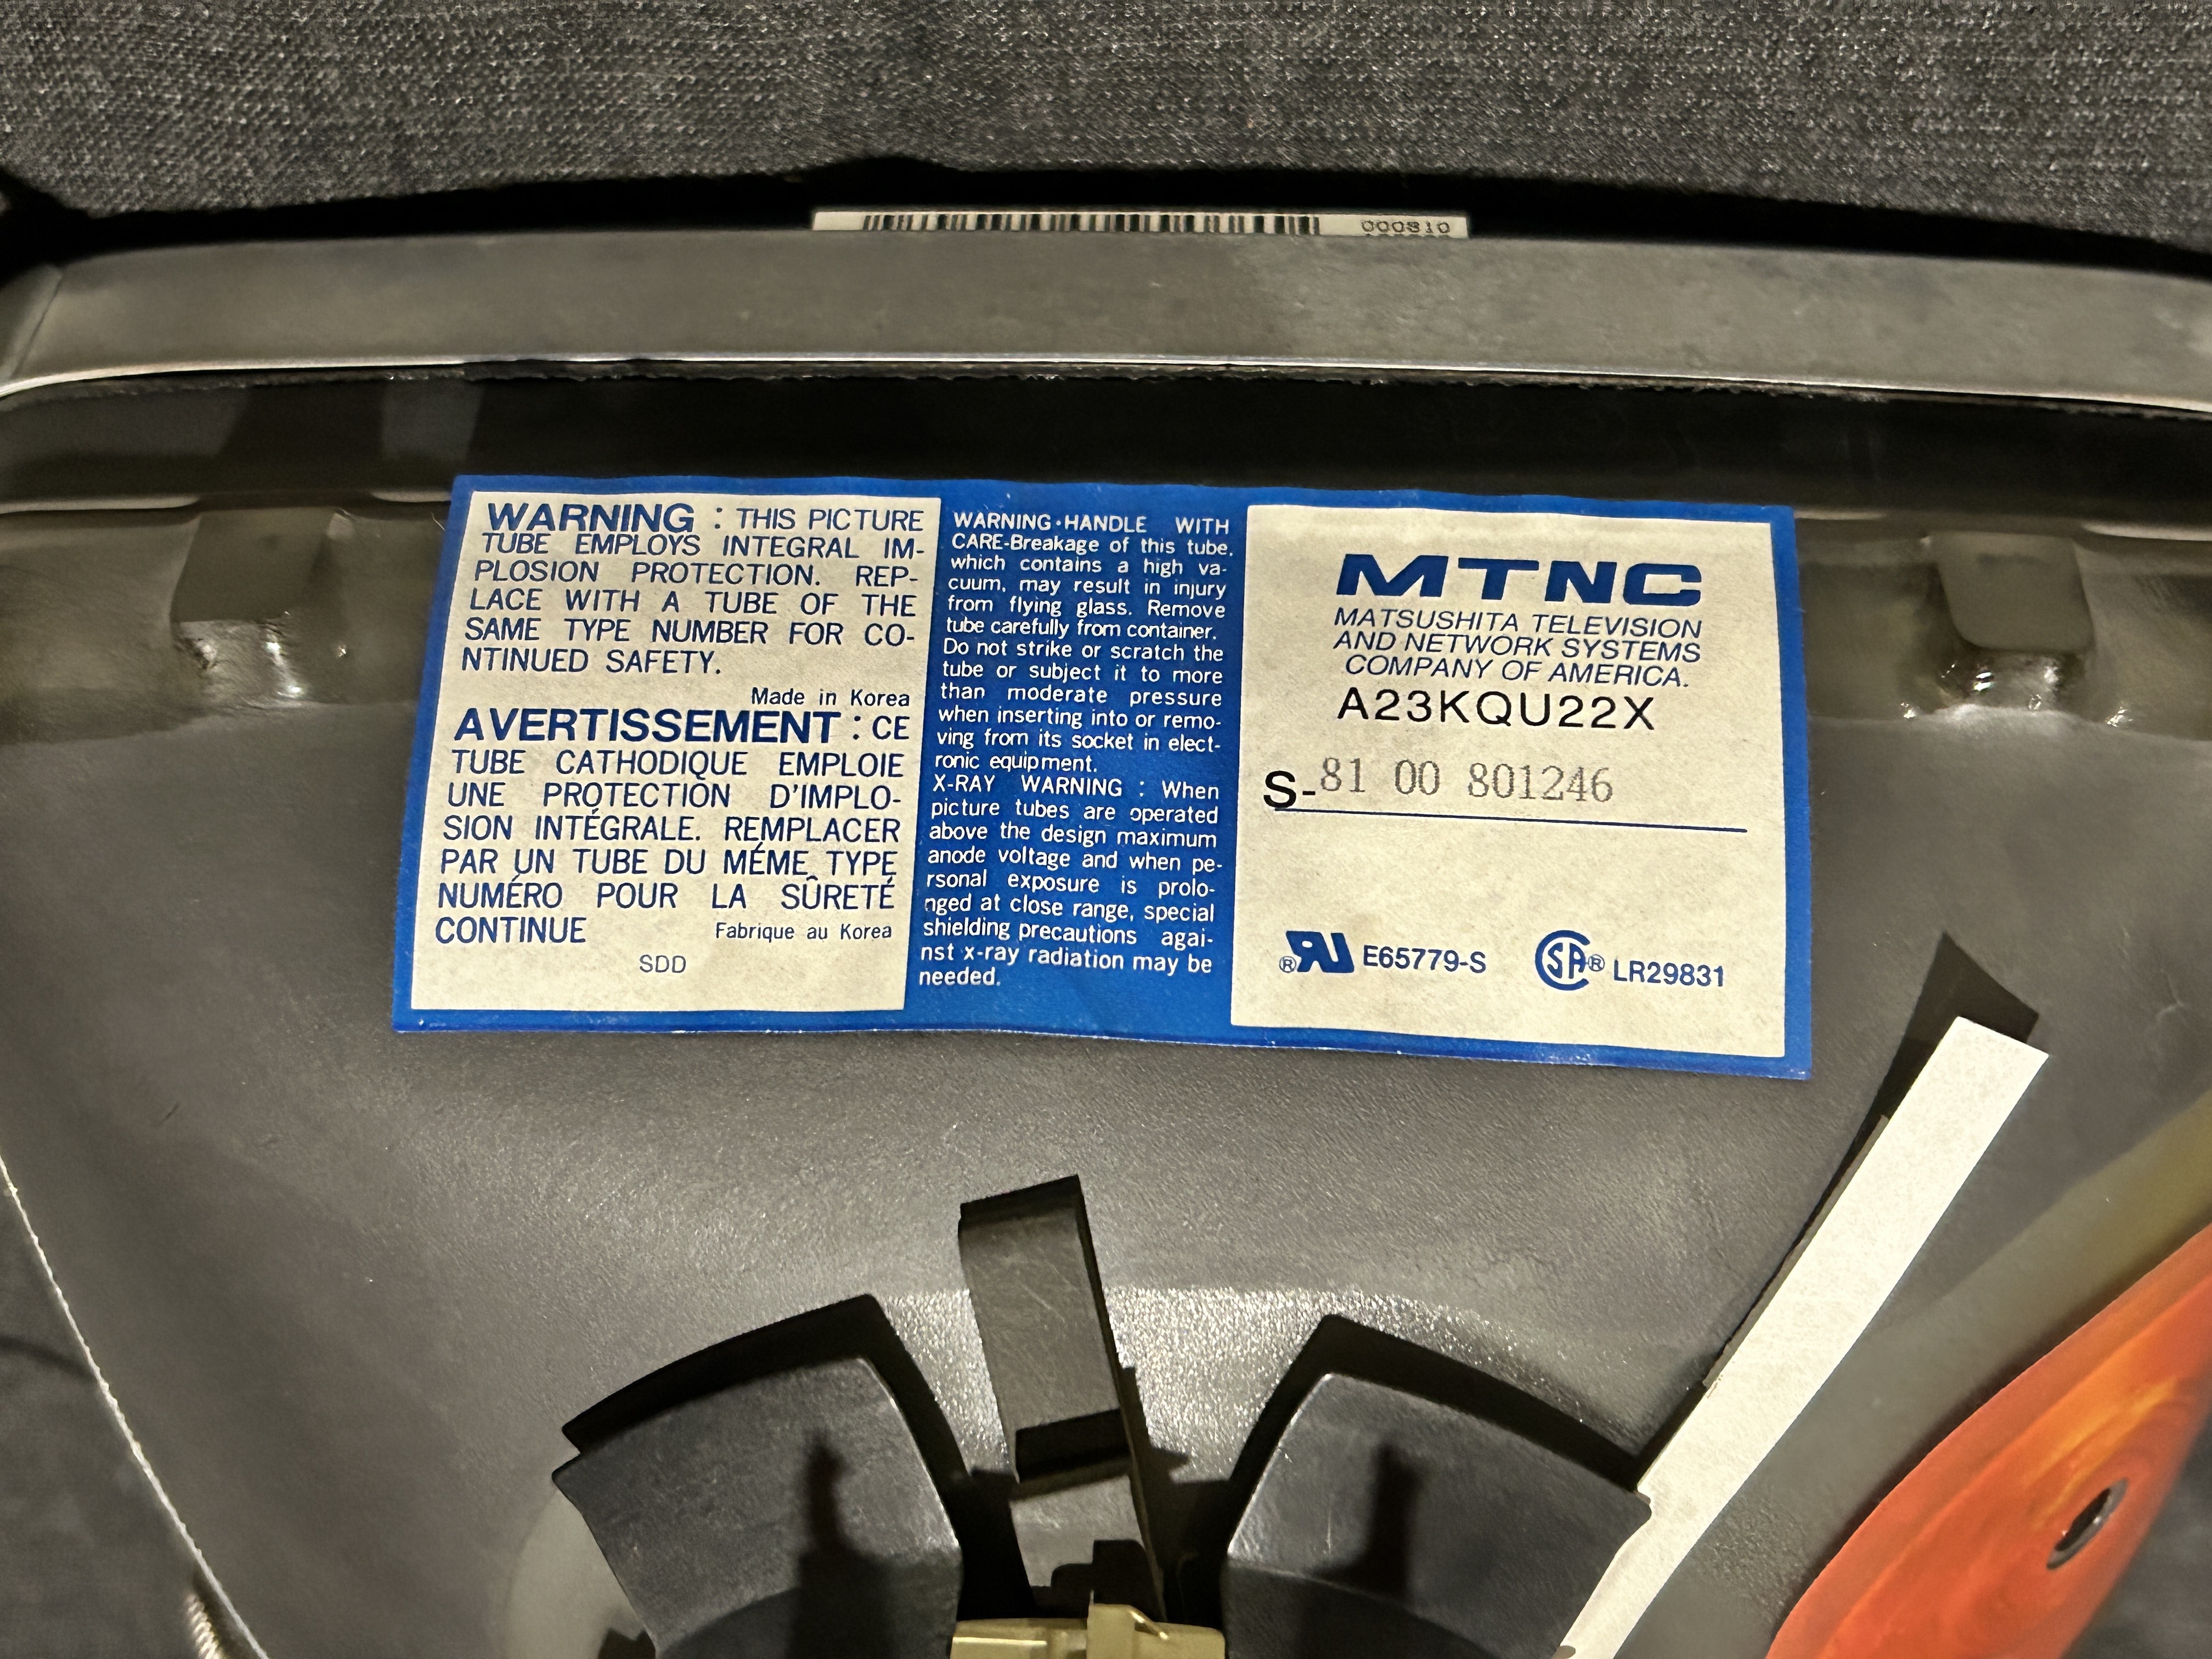 000810
WARNING : THIS PICTURE
TUBE EMPLOYS INTEGRAL IM-
PLOSION PROTECTION. REP-
LACE WITH A TUBE OF THE
SAME TYPE NUMBER FOR CO-
NTINUED SAFETY.
Made in Korea
AVERTISSEMENT : CE
TUBE CATHODIQUE EMPLOIE
UNE PROTECTION D'IMPLO-
SION INTÉGRALE. REMPLACER
PAR UN TUBE DU MÉME TYPE
NUMÉRO POUR LA SÛRETÉ
CONTINUE
Fabrique au Korea
SDD
WARNING·HANDLE WITH
CARE-Breakage of this tube,
which contains a high va-
cuum, may result in injury
from flying glass. Remove
tube carefully from container.
Do not strike or scratch the
tube or subject it to more
than moderate pressure
when inserting into or remo-
ving from its socket in elect-
ronic equipment.
X-RAY WARNING : When
picture tubes are operated
above the design maximum
anode voltage and when pe-
rsonal exposure is prolo-
nged at close range, special
shielding precautions agai-
nst x-ray radiation may be
needed.
MTNC
MATSUSHITA TELEVISION
AND NETWORK SYSTEMS
COMPANY OF AMERICA.
A23KQU22X
S-81 00 801246
® RU E65779-S
SA® LR29831